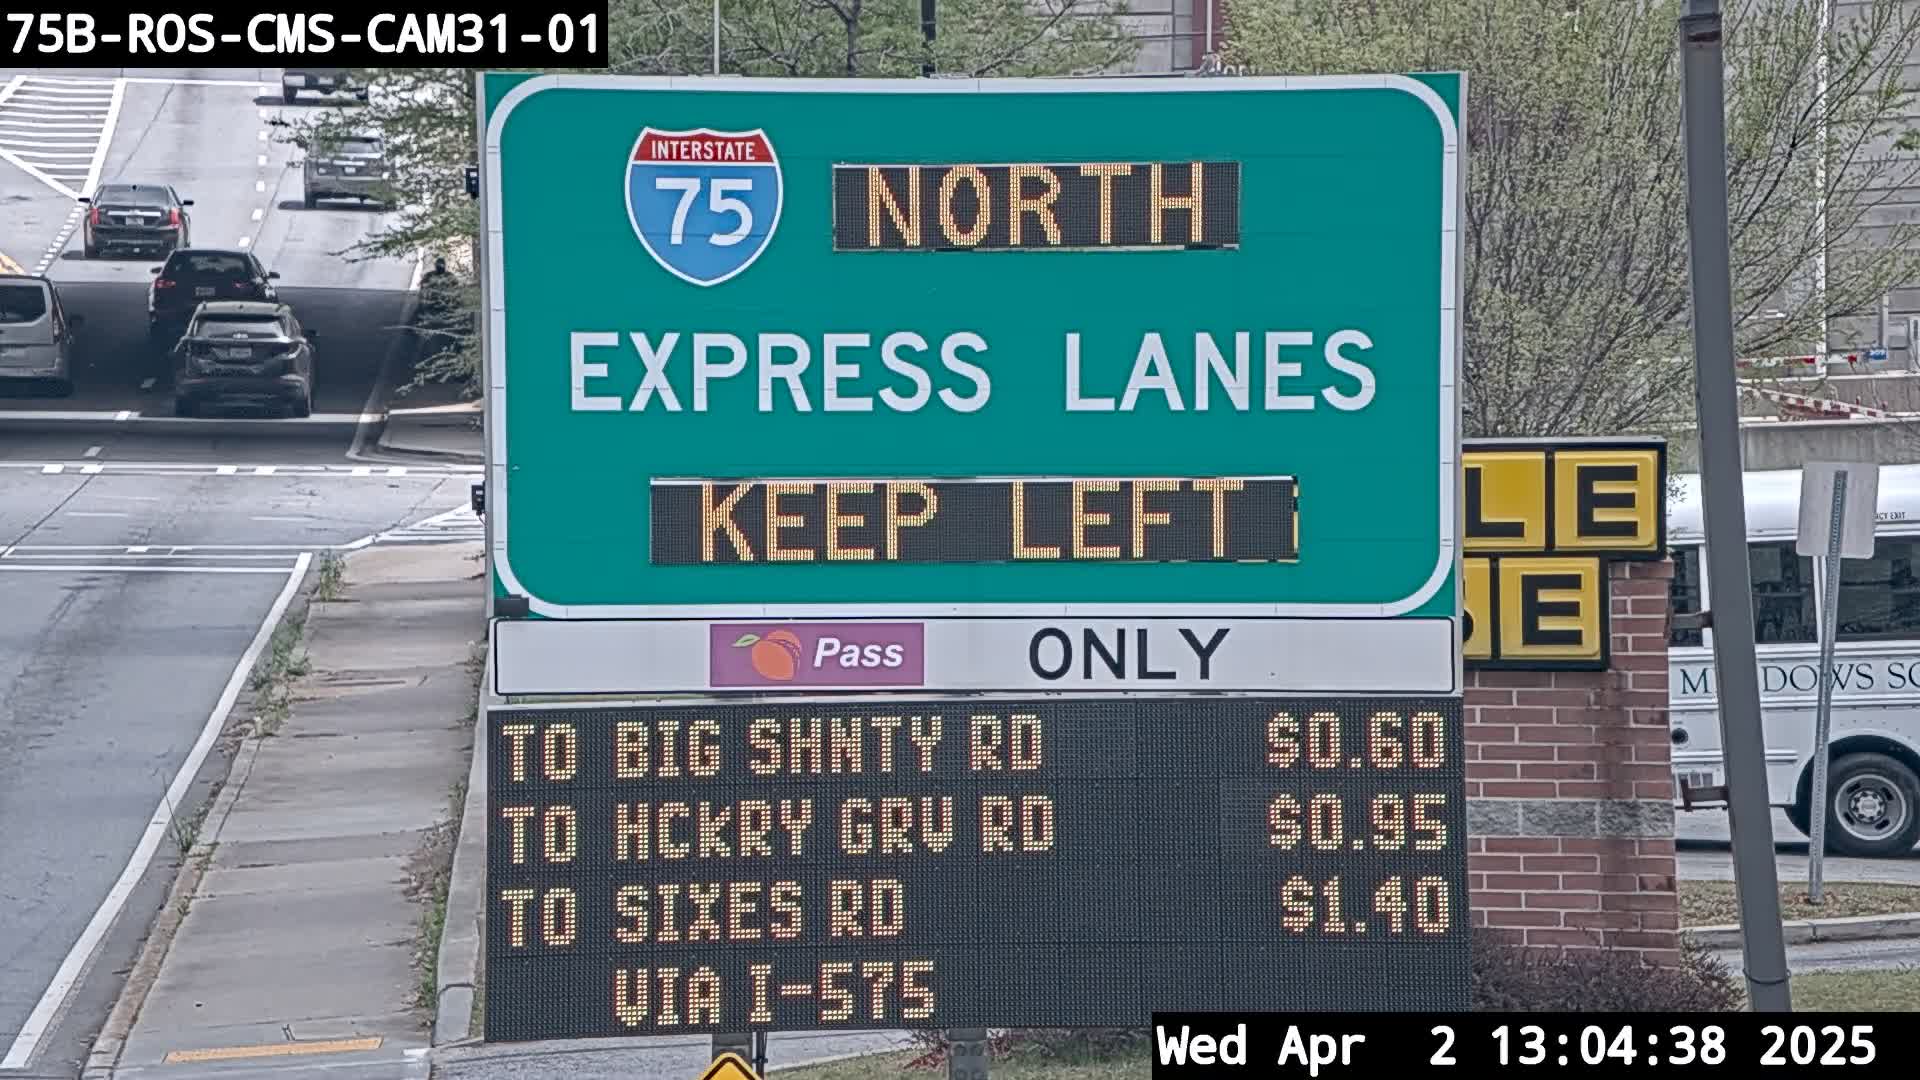 75B-ROS-CMS-CAM31-01
INTERSTATE
75
NORTH
EXPRESS LANES
KEEP LEFT
Pass ONLY
TO BIG SHNTY RD $0.60
TO HCKRY GRV RD $0.95
TO SIXES RD $1.40
VIA I-575
LE
E
Wed Apr 2 13:04:38 2025